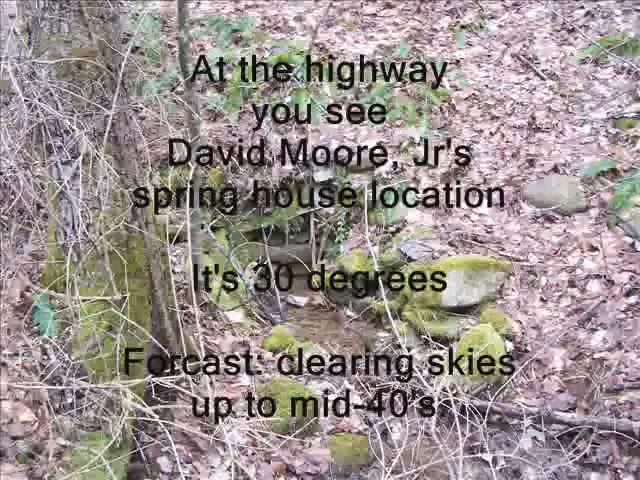 At the highway
you see
David Moore, Jr's
spring house location
It's 30 degrees
Forcast: clearing skies
up to mid-40's